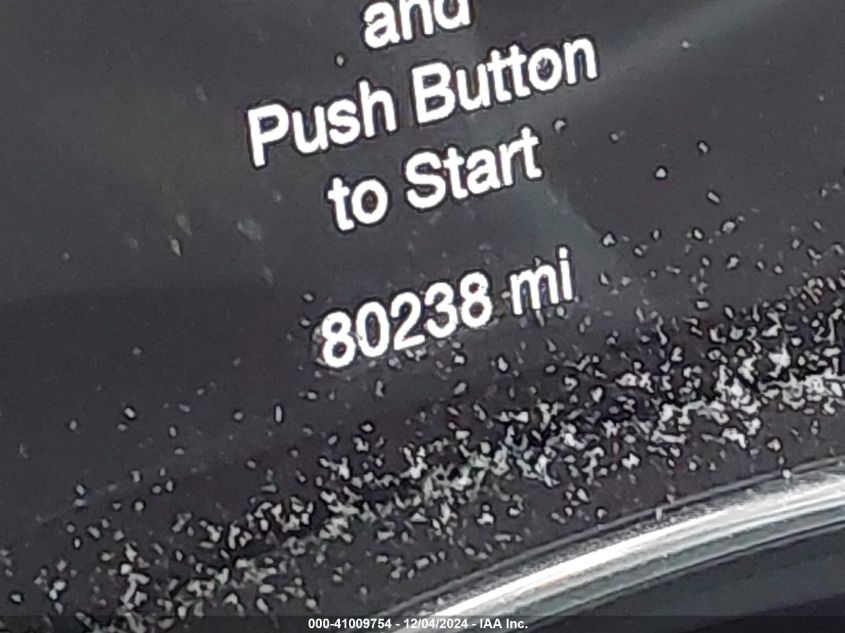 and
Push Button
to Start
80238 mi
000-41009754 - 12/04/2024 - IAA Inc.